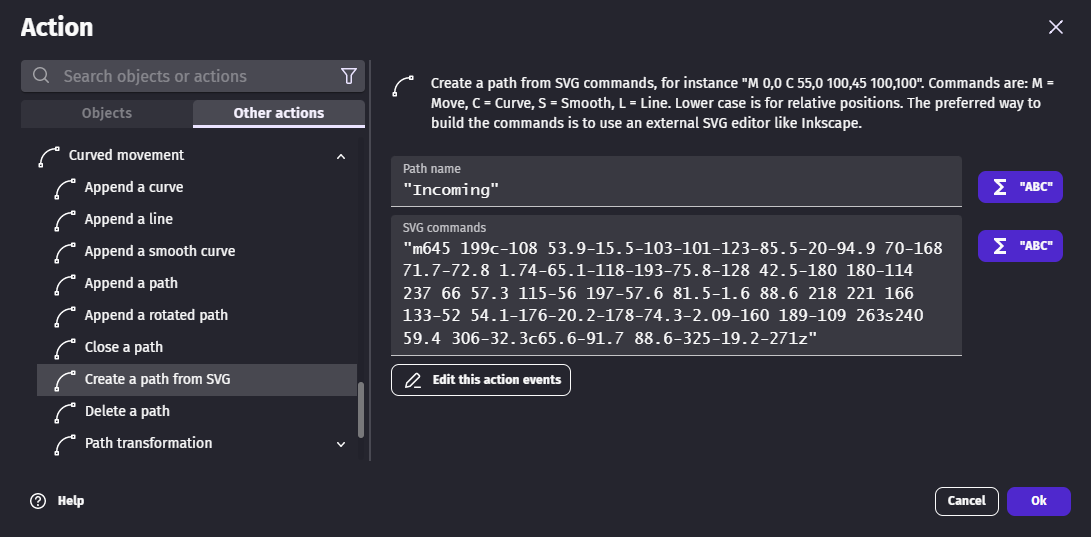 Action
Search objects or actions
Objects
Other actions
Curved movement
Append a curve
Append a line
Append a smooth curve
Append a path
Append a rotated path
Close a path
Create a path from SVG
Delete a path
Path transformation
Create a path from SVG commands, for instance "M 0,0 C 55,0 100,45 100,100". Commands are: M =
Move, C = Curve, S = Smooth, L = Line. Lower case is for relative positions. The preferred way to
build the commands is to use an external SVG editor like Inkscape.
Path name
"Incoming"
"ABC"
SVG commands
"m645 199c-108 53.9-15.5-103-101-123-85.5-20-94.9 70-168
71.7-72.8 1.74-65.1-118-193-75.8-128 42.5-180 180-114
237 66 57.3 115-56 197-57.6 81.5-1.6 88.6 218 221 166
133-52 54.1-176-20.2-178-74.3-2.09-160 189-109 263s240
59.4 306-32.3c65.6-91.7 88.6-325-19.2-271z"
"ABC"
Edit this action events
Help
Cancel
Ok